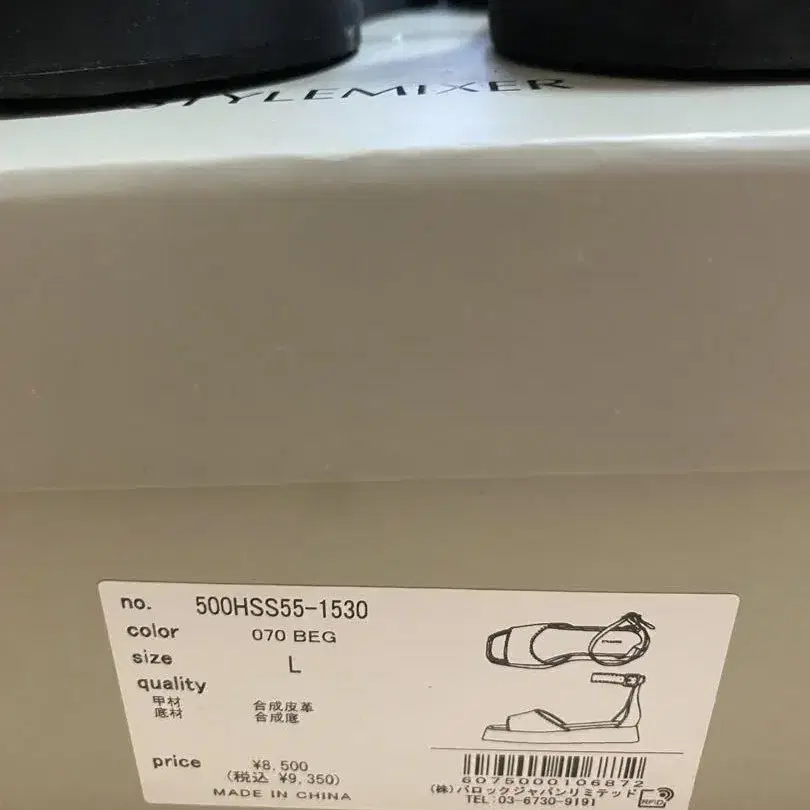 STYLEMIXER
no. 500HSS55-1530
color 070 BEG
size L
quality
甲材 合成皮革
底材 合成底
price ¥8,500
(税込 ¥9,350)
MADE IN CHINA
6075000106872
(株)バロックジャパンリミテッド
TEL:03-6730-9191
RFID